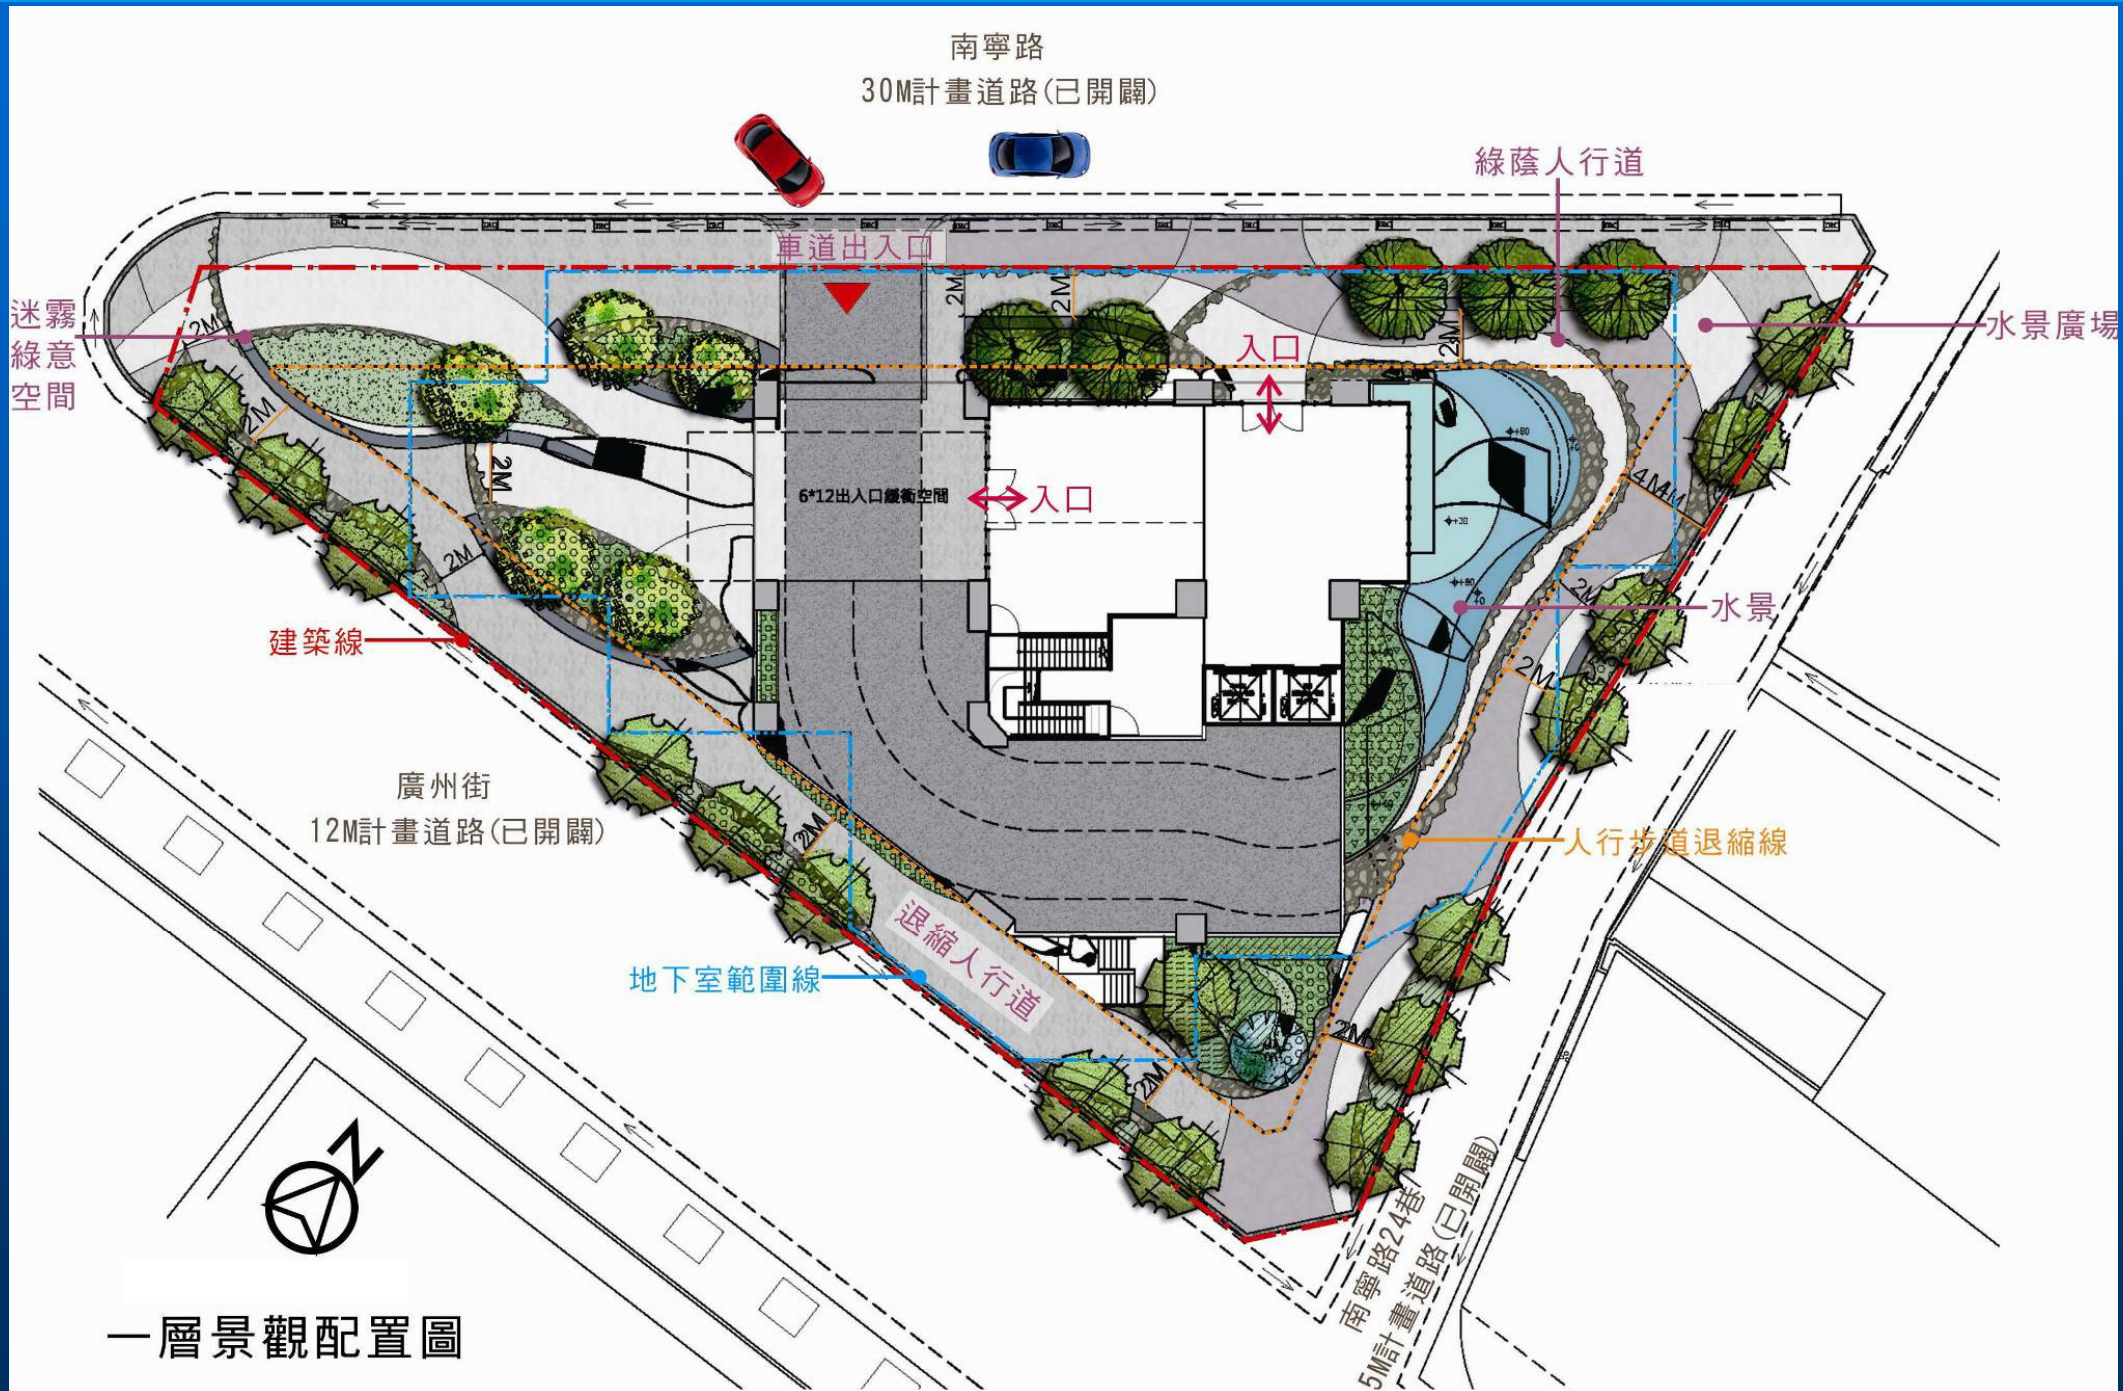 南寧路
30M計畫道路(已開闢)
綠蔭人行道
車道出入口
迷霧
綠意
空間
2M
2M
2M
水景廣場
入口
2M
2M
2M
4M
4M
6*12出入口緩衝空間
入口
+80
+30
+80
+0
2M
2M
2M
水景
建築線
廣州街
12M計畫道路(已開闢)
2M
人行步道退縮線
退縮人行道
地下室範圍線
2M
2M
N
南寧路24巷
5M計畫道路(已開闢)
一層景觀配置圖